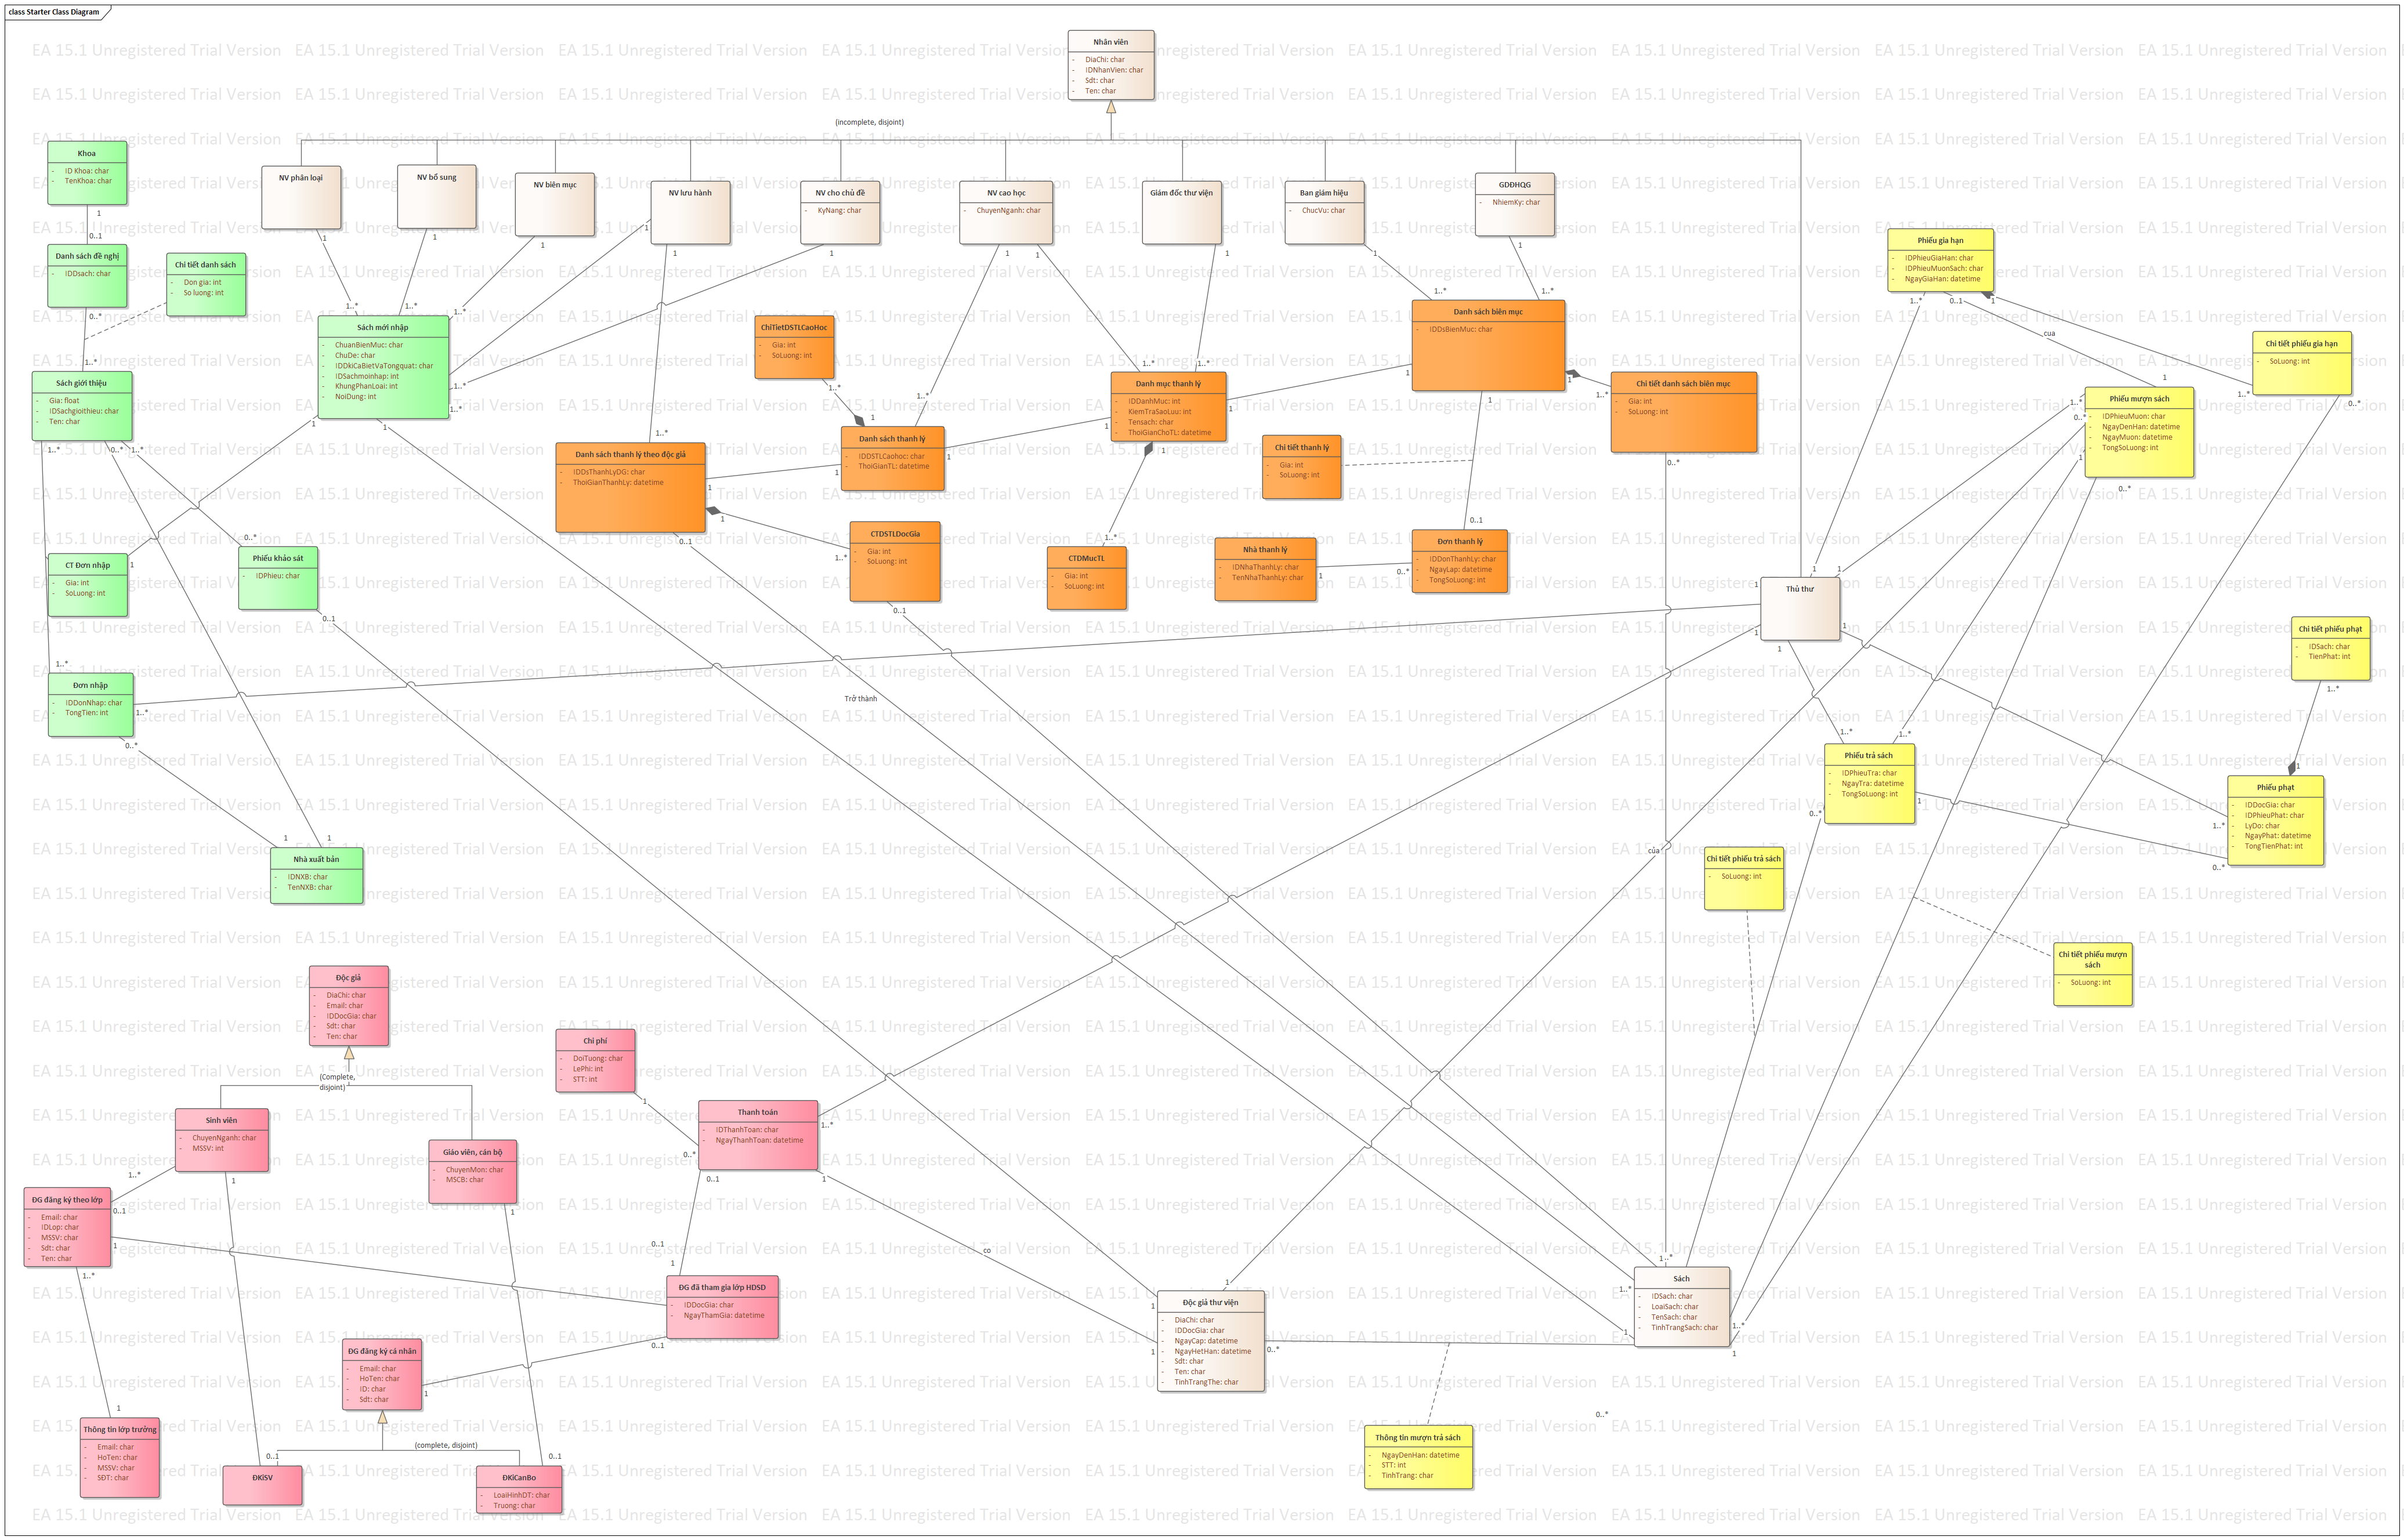 class Starter Class Diagram
EA 15.1 Unregistered Trial Version
Nhân viên
- DiaChi: char
- IDNhanVien: char
- Sdt: char
- Ten: char
(incomplete, disjoint)
Khoa
- ID Khoa: char
- TenKhoa: char
1
0..1
NV phân loại
1
NV bổ sung
1
NV biên mục
1
NV lưu hành
1
1
NV cho chủ đề
- KyNang: char
1
NV cao học
- ChuyenNganh: char
1
1
Giám đốc thư viện
1
Ban giám hiệu
- ChucVu: char
1
GDĐHQG
- NhiemKy: char
1
Danh sách đề nghị
- IDDsach: char
0..*
1..*
Chi tiết danh sách
- Don gia: int
- So luong: int
Sách mới nhập
- ChuanBienMuc: char
- ChuDe: char
- IDDkiCaBietVaTongquat: char
- IDSachmoinhap: int
- KhungPhanLoai: int
- NoiDung: int
1..*
1..*
1..*
1..*
1..*
1
1
Sách giới thiệu
- Gia: float
- IDSachgioithieu: char
- Ten: char
1..*
0..*
1..*
CT Đơn nhập
- Gia: int
- SoLuong: int
1
Phiếu khảo sát
- IDPhieu: char
0..*
0..1
Đơn nhập
- IDDonNhap: char
- TongTien: int
1..*
1..*
0..*
Nhà xuất bản
- IDNXB: char
- TenNXB: char
1
1
ChiTietDSTLCaoHoc
- Gia: int
- SoLuong: int
1..*
1
Danh sách thanh lý
- IDDSTLCaohoc: char
- ThoiGianTL: datetime
1..*
1
1
Danh sách thanh lý theo độc giả
- IDDsThanhLyDG: char
- ThoiGianThanhLy: datetime
1..*
1
1
0..1
CTDSTLDocGia
- Gia: int
- SoLuong: int
1..*
0..1
Danh mục thanh lý
- IDDanhMuc: int
- KiemTraSaoLuu: int
- Tensach: char
- ThoiGianChoTL: datetime
1..*
1..*
1
1
1
CTDMucTL
- Gia: int
- SoLuong: int
1..*
Danh sách biên mục
- IDDsBienMuc: char
1..*
1..*
1
1
1
Chi tiết danh sách biên mục
- Gia: int
- SoLuong: int
1..*
0..*
Chi tiết thanh lý
- Gia: int
- SoLuong: int
Nhà thanh lý
- IDNhaThanhLy: char
- TenNhaThanhLy: char
1
Đơn thanh lý
- IDDonThanhLy: char
- NgayLap: datetime
- TongSoLuong: int
0..1
0..*
Phiếu gia hạn
- IDPhieuGiaHan: char
- IDPhieuMuonSach: char
- NgayGiaHan: datetime
1..*
0..1
1
cua
Chi tiết phiếu gia hạn
- SoLuong: int
1..*
0..*
Phiếu mượn sách
- IDPhieuMuon: char
- NgayDenHan: datetime
- NgayMuon: datetime
- TongSoLuong: int
1
1..*
0..*
1
0..*
Thủ thư
1
1
1
1
1
1
Chi tiết phiếu phạt
- IDSach: char
- TienPhat: int
1..*
1
Phiếu phạt
- IDDocGia: char
- IDPhieuPhat: char
- LyDo: char
- NgayPhat: datetime
- TongTienPhat: int
1..*
0..*
Phiếu trả sách
- IDPhieuTra: char
- NgayTra: datetime
- TongSoLuong: int
1..*
1..*
1
0..*
Chi tiết phiếu trả sách
- SoLuong: int
Chi tiết phiếu mượn
sách
- SoLuong: int
Trở thành
của
Độc giả
- DiaChi: char
- Email: char
- IDDocGia: char
- Sdt: char
- Ten: char
(Complete,
disjoint)
Sinh viên
- ChuyenNganh: char
- MSSV: int
1..*
1
Giáo viên, cán bộ
- ChuyenMon: char
- MSCB: char
1
ĐG đăng ký theo lớp
- Email: char
- IDLop: char
- MSSV: char
- Sdt: char
- Ten: char
0..1
1
1..*
Thông tin lớp trưởng
- Email: char
- HoTen: char
- MSSV: char
- SDT: char
1
Chi phí
- DoiTuong: char
- LePhi: int
- STT: int
1
Thanh toán
- IDThanhToan: char
- NgayThanhToan: datetime
1..*
0..*
0..1
1
co
ĐG đã tham gia lớp HDSD
- IDDocGia: char
- NgayThamGia: datetime
0..1
1
0..1
ĐG đăng ký cá nhân
- Email: char
- HoTen: char
- ID: char
- Sdt: char
1
(complete, disjoint)
ĐKiSV
0..1
ĐKiCanBo
- LoaiHinhDT: char
- Truong: char
0..1
Độc giả thư viện
- DiaChi: char
- IDDocGia: char
- NgayCap: datetime
- NgayHetHan: datetime
- Sdt: char
- Ten: char
- TinhTrangThe: char
1
1
1
0..*
Sách
- IDSach: char
- LoaiSach: char
- TenSach: char
- TinhTrangSach: char
1..*
1..*
1
1..*
1
Thông tin mượn trả sách
- NgayDenHan: datetime
- STT: int
- TinhTrang: char
0..*